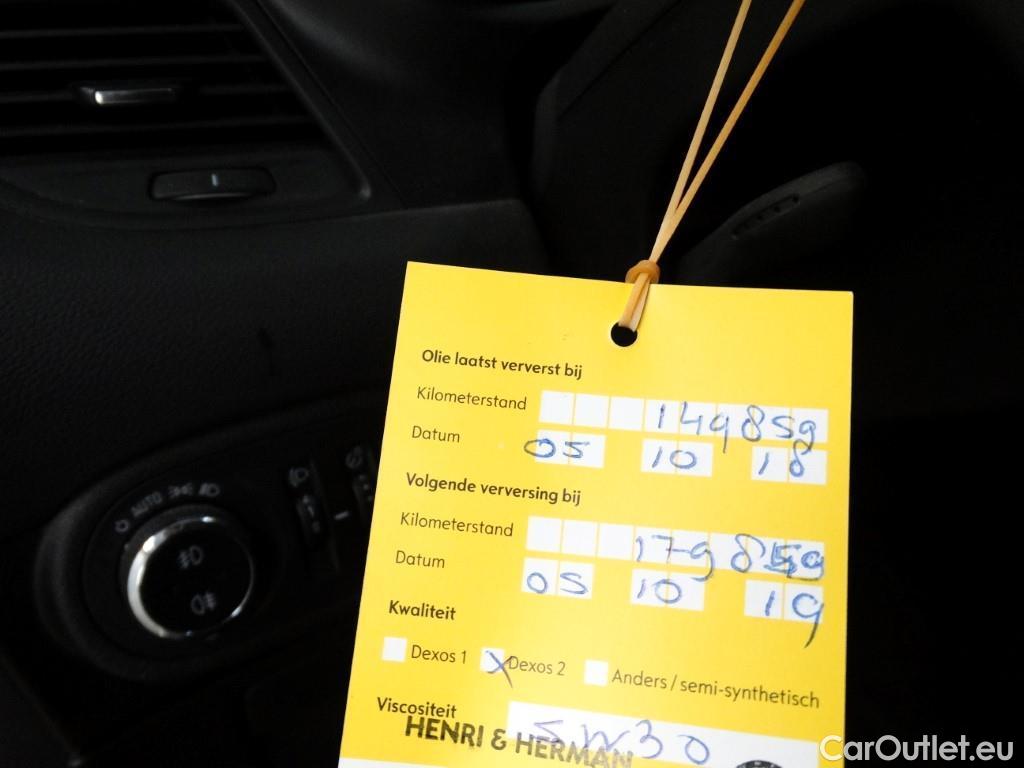 Olie laatst ververst bij
Kilometerstand 149859
Datum 05 10 18
Volgende verversing bij
Kilometerstand 179859
Datum 05 10 19
Kwaliteit
Dexos 1 X Dexos 2 Anders / semi-synthetisch
Viscositeit 5W30
HENRI & HERMAN
AUTO
CarOutlet.eu